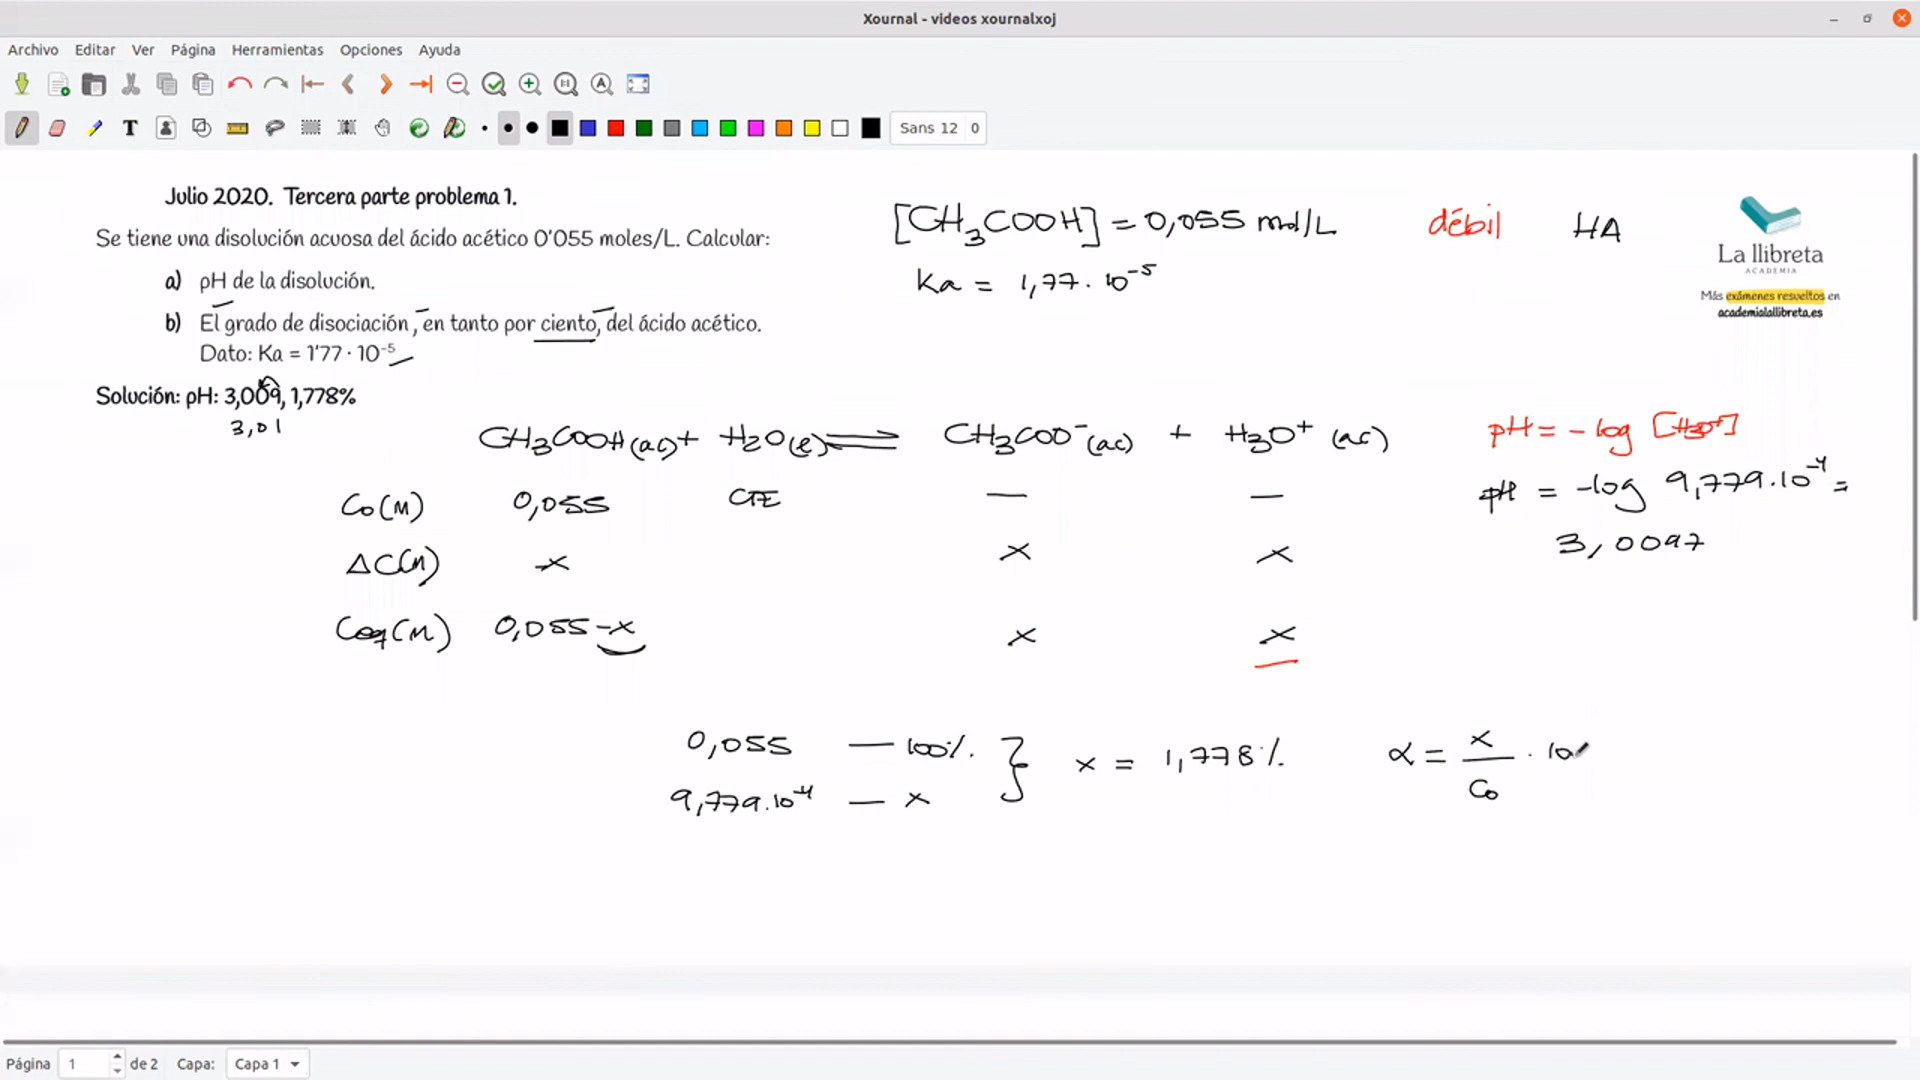 Xournal - videos xournalxoj
Archivo Editar Ver Página Herramientas Opciones Ayuda
Sans 12 0
Julio 2020. Tercera parte problema 1.
Se tiene una disolución acuosa del ácido acético 0'055 moles/L. Calcular:
a) pH de la disolución.
b) El grado de disociación, en tanto por ciento, del ácido acético.
Dato: Ka = 1'77 · 10⁻⁵
Solución: pH: 3,009, 1,778%
3,01
[CH₃COOH] = 0,055 mol/L débil HA
Ka = 1,77 · 10⁻⁵
La llibreta
ACADEMIA
Más exámenes resueltos en
academialallibreta.es
CH₃COOH(ac) + H₂O(l) ⇌ CH₃COO⁻(ac) + H₃O⁺ (ac)
Co(M) 0,055 CTE — —
ΔC(M) -x x x
Ceq(M) 0,055-x x x
pH = -log [H₃O⁺]
pH = -log 9,779·10⁻⁴ =
3,0097
0,055 — 100%
9,779·10⁻⁴ — x
} x = 1,778%
α = x/Co · 10
Página 1 de 2 Capa: Capa 1